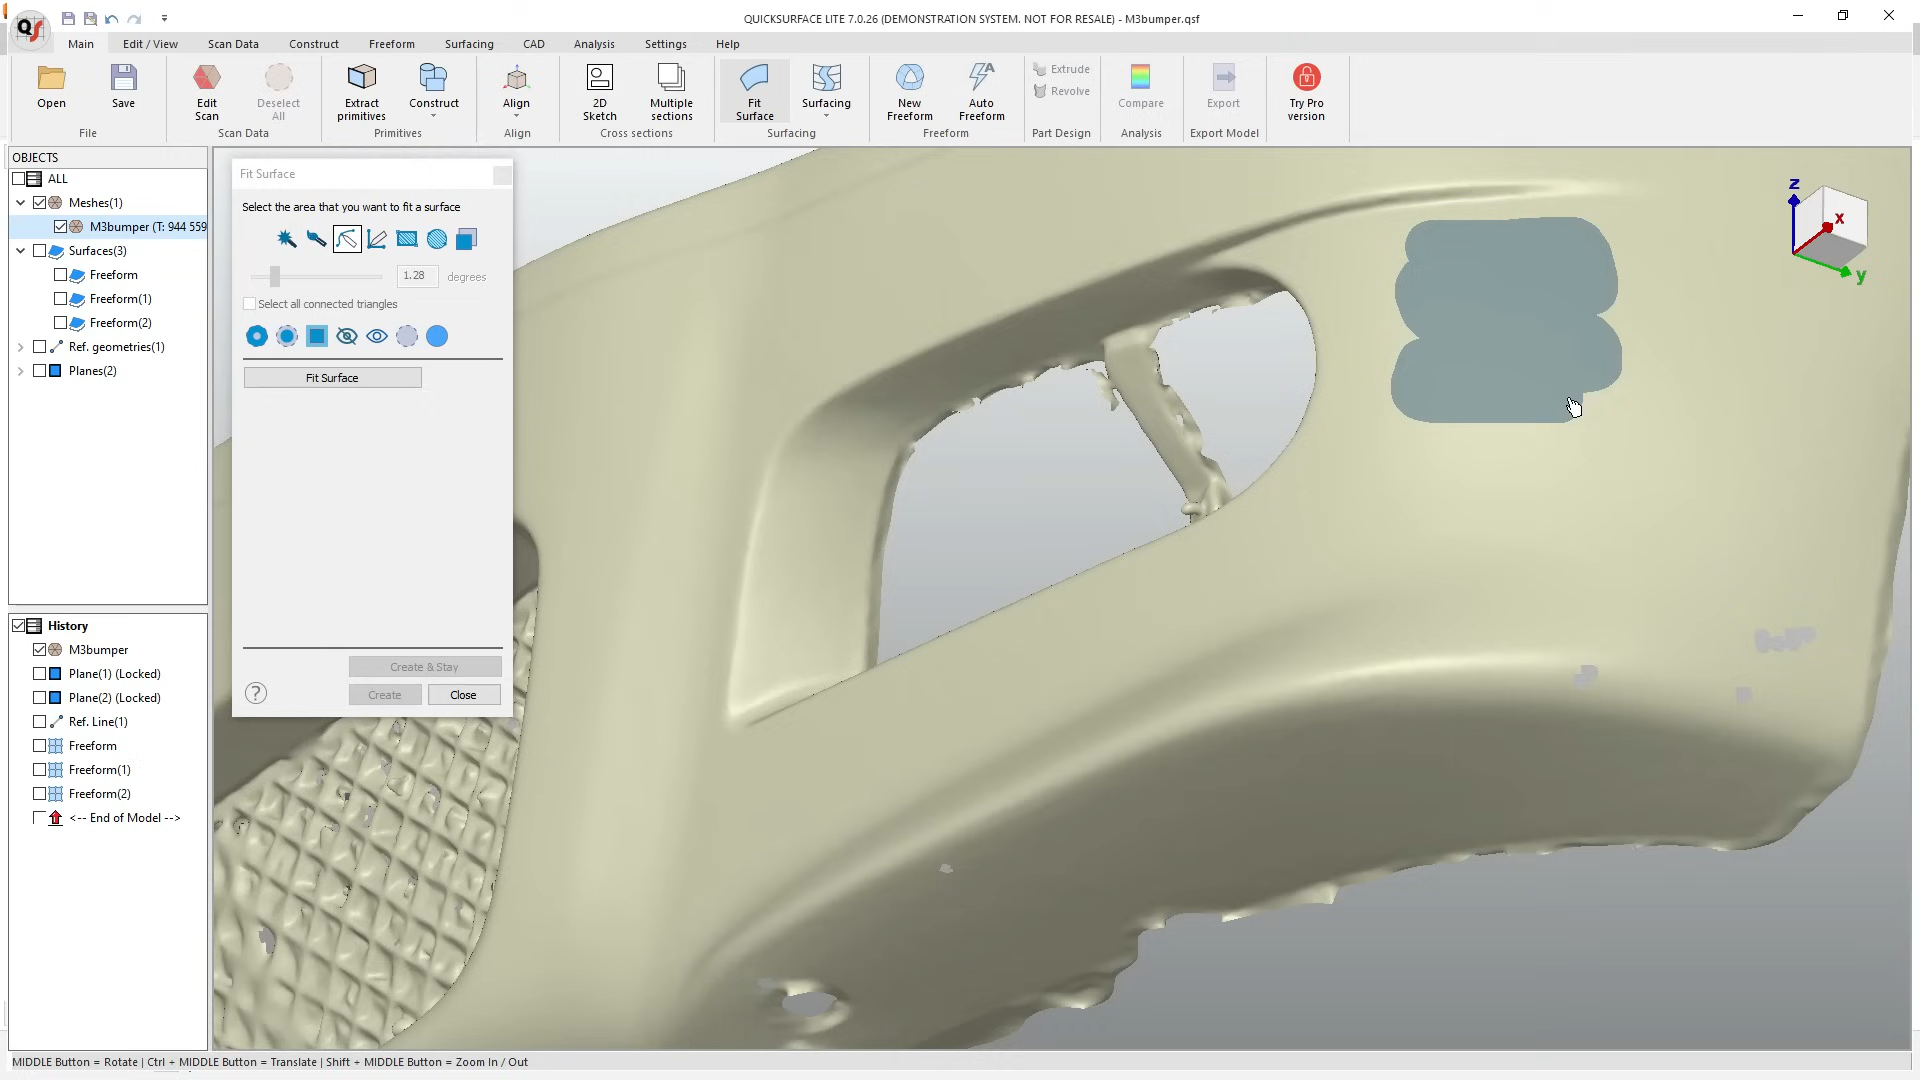 QS
QUICKSURFACE LITE 7.0.26 (DEMONSTRATION SYSTEM. NOT FOR RESALE) - M3bumper.qsf
Main Edit / View Scan Data Construct Freeform Surfacing CAD Analysis Settings Help
Open
Save
Edit Scan
Deselect All
Extract primitives
Construct
Align
2D Sketch
Multiple sections
Fit Surface
Surfacing
New Freeform
Auto Freeform
Extrude
Revolve
Compare
Export
Try Pro version
File Scan Data Primitives Align Cross sections Surfacing Freeform Part Design Analysis Export Model
OBJECTS
ALL
Meshes(1)
M3bumper (T: 944 559
Surfaces(3)
Freeform
Freeform(1)
Freeform(2)
Ref. geometries(1)
Planes(2)
History
M3bumper
Plane(1) (Locked)
Plane(2) (Locked)
Ref. Line(1)
Freeform
Freeform(1)
Freeform(2)
<-- End of Model -->
Fit Surface
Select the area that you want to fit a surface
1.28 degrees
Select all connected triangles
Fit Surface
Create & Stay
? Create Close
z
x
y
MIDDLE Button = Rotate | Ctrl + MIDDLE Button = Translate | Shift + MIDDLE Button = Zoom In / Out